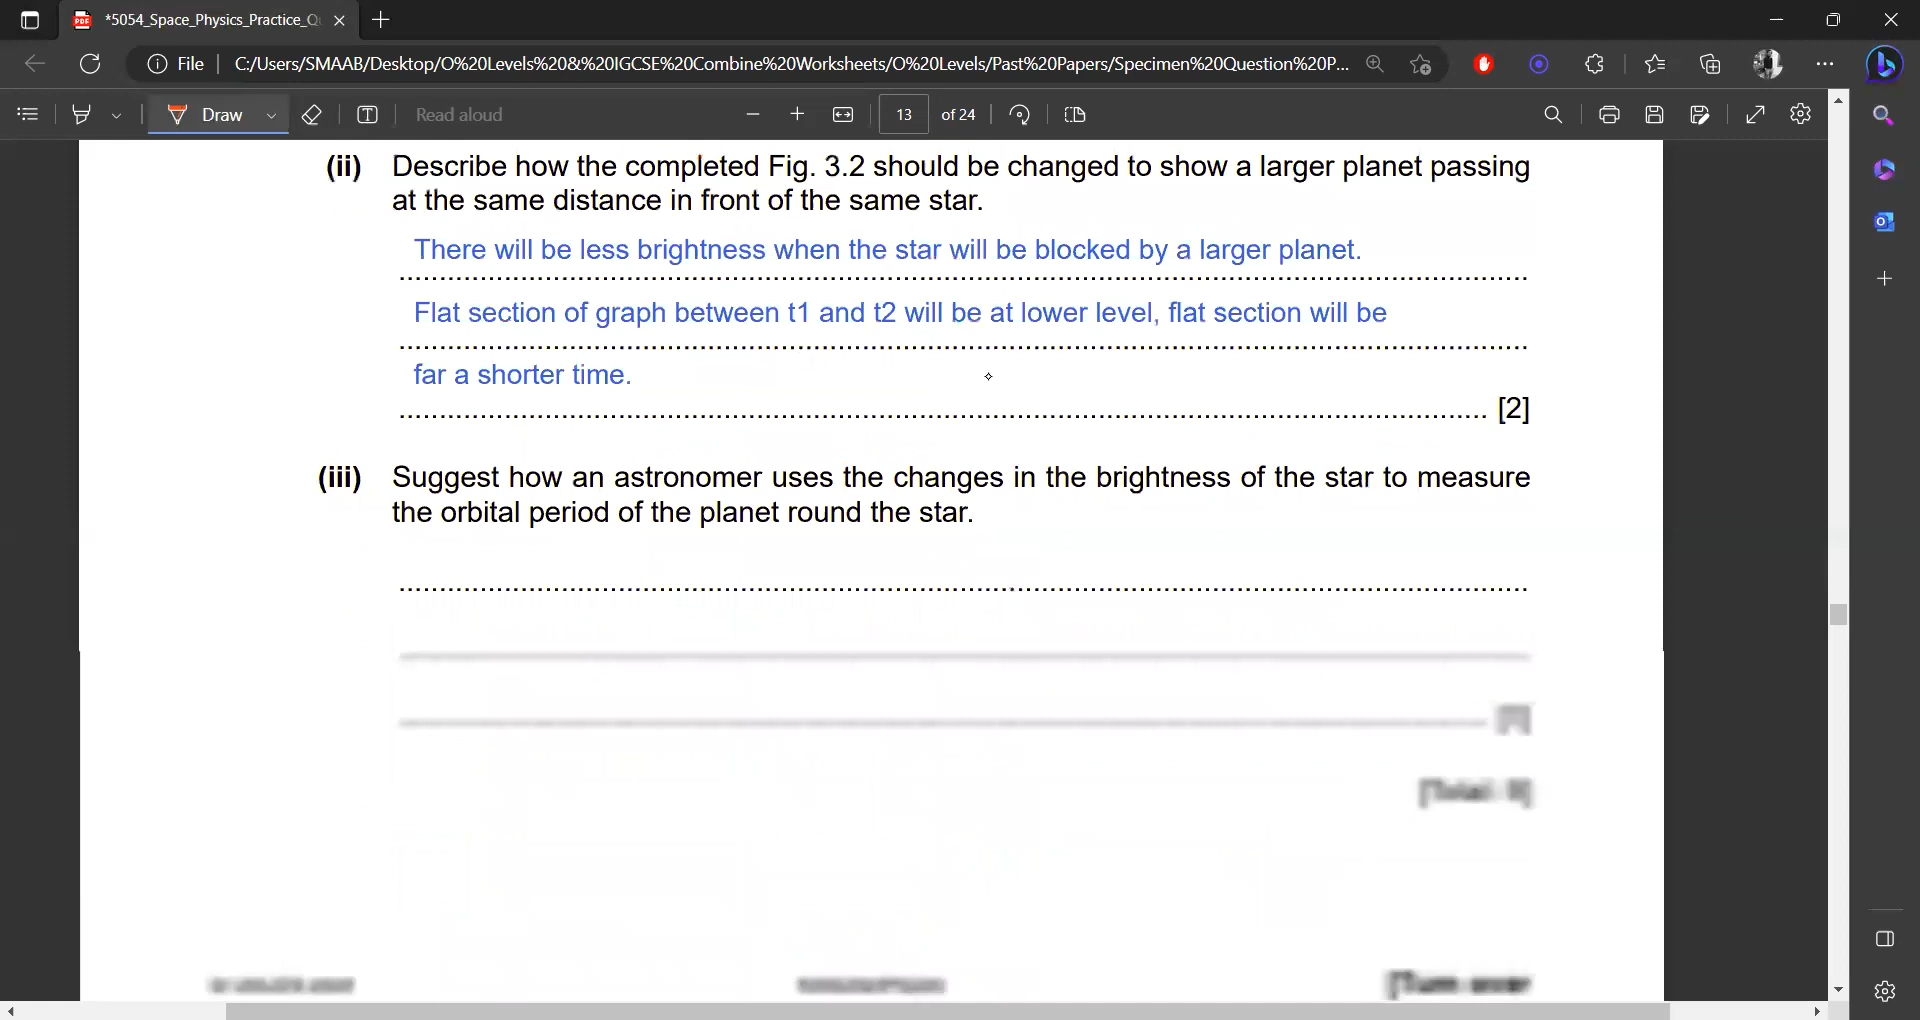 *5054_Space_Physics_Practice_Q
File
C:/Users/SMAAB/Desktop/O%20Levels%20&%20IGCSE%20Combine%20Worksheets/O%20Levels/Past%20Papers/Specimen%20Question%20P...
Draw
Read aloud
13 of 24
(ii) Describe how the completed Fig. 3.2 should be changed to show a larger planet passing
at the same distance in front of the same star.
There will be less brightness when the star will be blocked by a larger planet.
Flat section of graph between t1 and t2 will be at lower level, flat section will be
far a shorter time.
[2]
(iii) Suggest how an astronomer uses the changes in the brightness of the star to measure
the orbital period of the planet round the star.
[Turn over